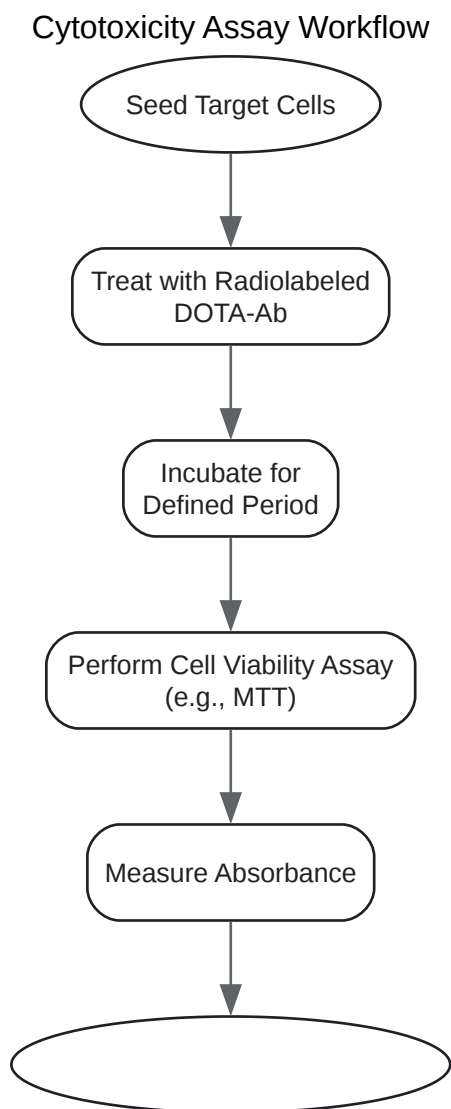 Cytotoxicity Assay Workflow
Seed Target Cells
Treat with Radiolabeled
DOTA-Ab
Incubate for
Defined Period
Perform Cell Viability Assay
(e.g., MTT)
Measure Absorbance